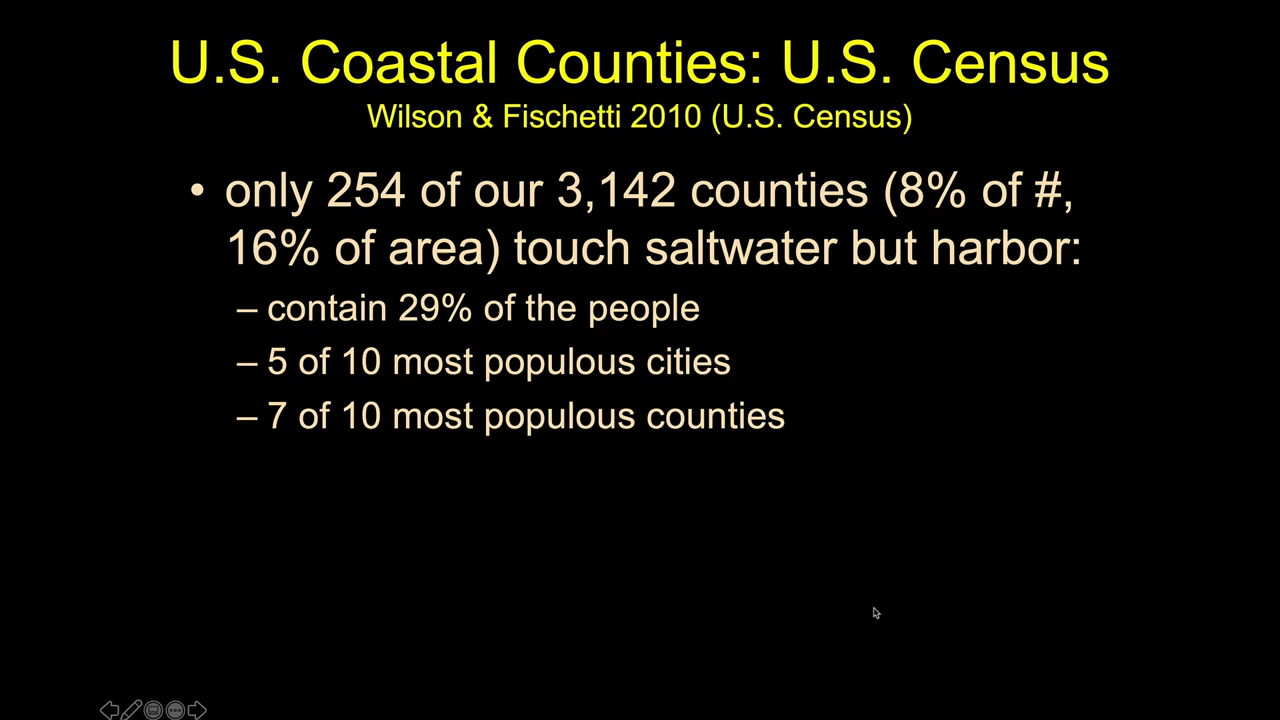 U.S. Coastal Counties: U.S. Census
Wilson & Fischetti 2010 (U.S. Census)
• only 254 of our 3,142 counties (8% of #,
16% of area) touch saltwater but harbor:
– contain 29% of the people
– 5 of 10 most populous cities
– 7 of 10 most populous counties